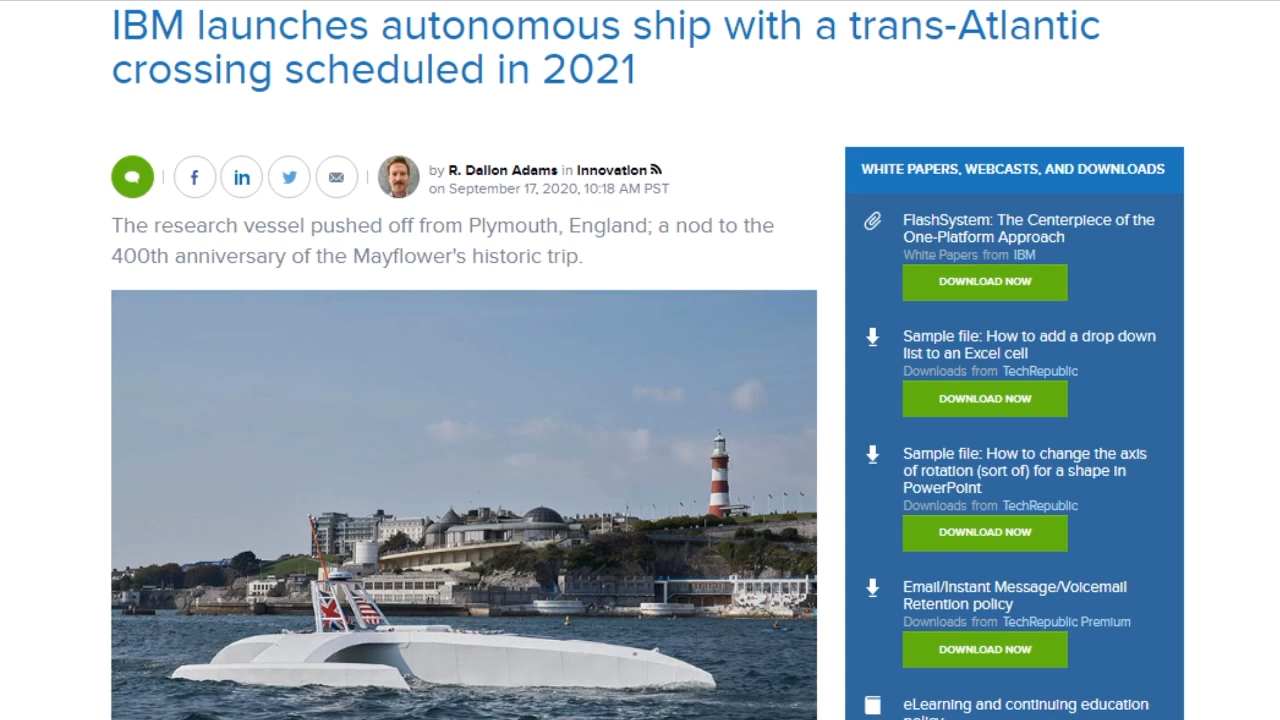 IBM launches autonomous ship with a trans-Atlantic
crossing scheduled in 2021
f
in
by R. Dallon Adams in Innovation
on September 17, 2020, 10:18 AM PST
The research vessel pushed off from Plymouth, England; a nod to the
400th anniversary of the Mayflower's historic trip.
WHITE PAPERS, WEBCASTS, AND DOWNLOADS
FlashSystem: The Centerpiece of the
One-Platform Approach
White Papers from IBM
DOWNLOAD NOW
Sample file: How to add a drop down
list to an Excel cell
Downloads from TechRepublic
DOWNLOAD NOW
Sample file: How to change the axis
of rotation (sort of) for a shape in
PowerPoint
Downloads from TechRepublic
DOWNLOAD NOW
Email/Instant Message/Voicemail
Retention policy
Downloads from TechRepublic Premium
DOWNLOAD NOW
eLearning and continuing education
policy